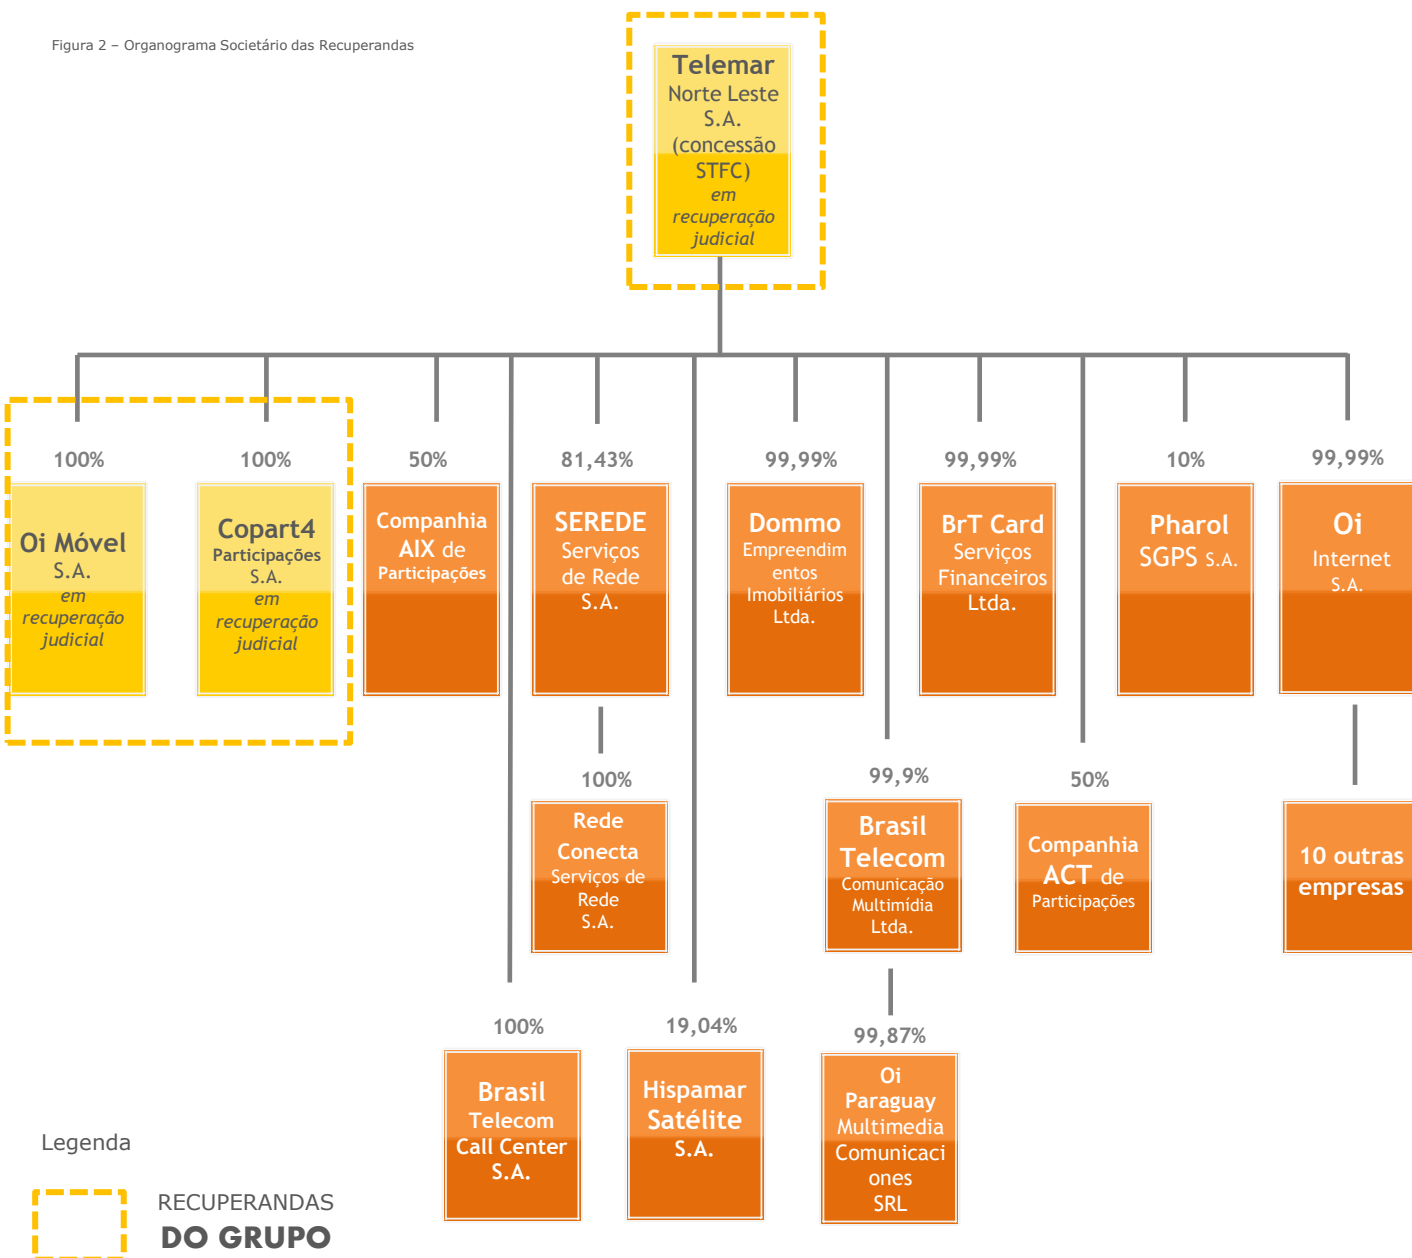 Figura 2 – Organograma Societário das Recuperandas
Telemar
Norte Leste
S.A.
(concessão
STFC)
em
recuperação
judicial
100%
100%
50%
81,43%
99,99%
99,99%
10%
99,99%
Oi Móvel
S.A.
em
recuperação
judicial
Copart4
Participações
S.A.
em
recuperação
judicial
Companhia
AIX de
Participações
SEREDE
Serviços
de Rede
S.A.
Dommo
Empreendim
entos
Imobiliários
Ltda.
BrT Card
Serviços
Financeiros
Ltda.
Pharol
SGPS S.A.
Oi
Internet
S.A.
100%
99,9%
50%
Rede
Conecta
Serviços de
Rede
S.A.
Brasil
Telecom
Comunicação
Multimídia
Ltda.
Companhia
ACT de
Participações
10 outras
empresas
100%
19,04%
99,87%
Brasil
Telecom
Call Center
S.A.
Hispamar
Satélite
S.A.
Oi
Paraguay
Multimedia
Comunicaci
ones
SRL
Legenda
RECUPERANDAS
DO GRUPO